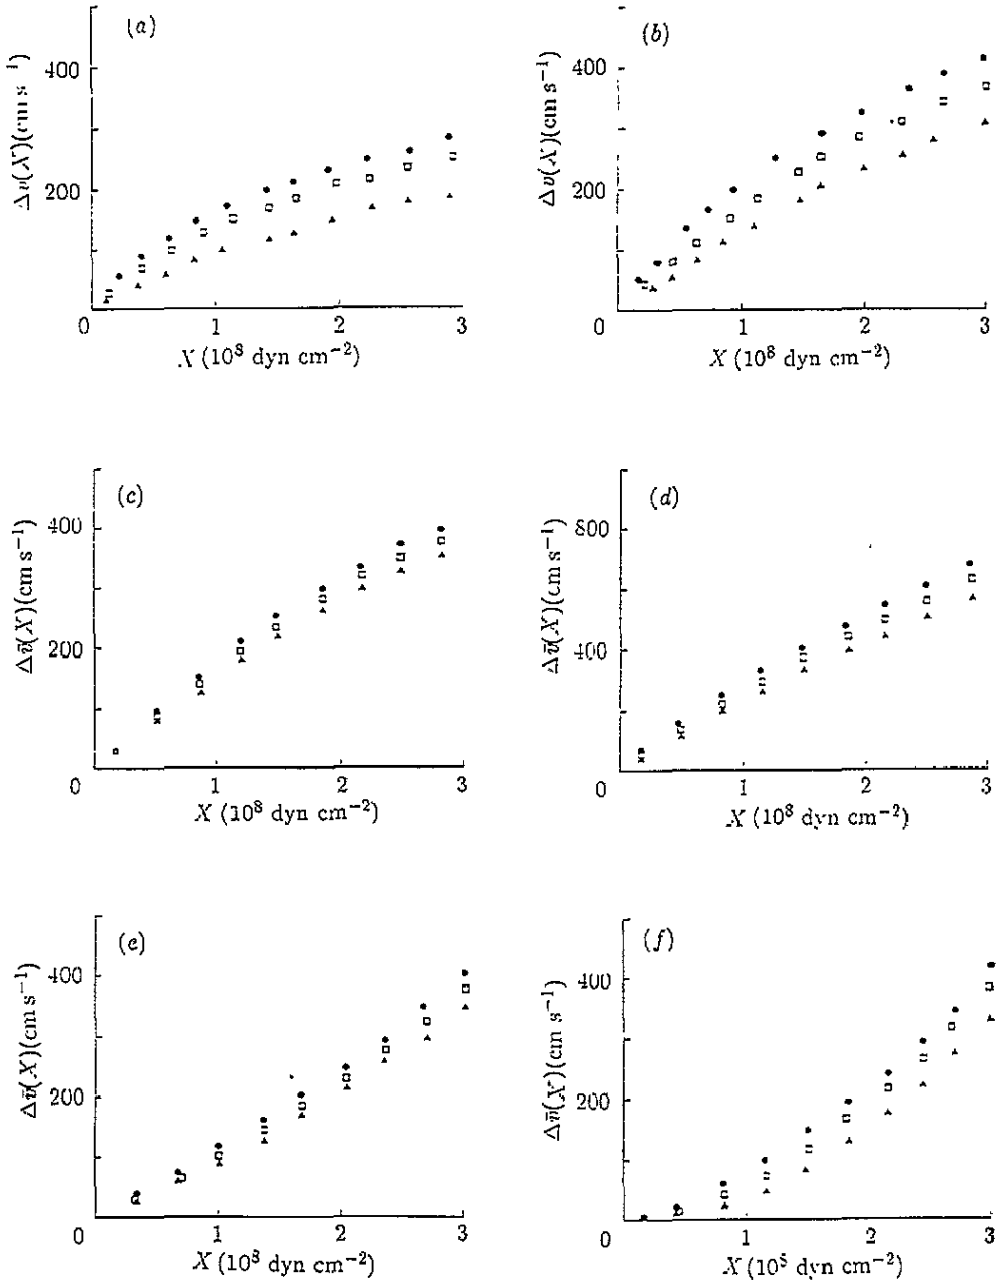 (a)
400
200
Δv(X)(cm s⁻¹)
0 1 2 3
X (10⁸ dyn cm⁻²)
(b)
400
200
Δv(X)(cm s⁻¹)
0 1 2 3
X (10⁸ dyn cm⁻²)
(c)
400
200
Δv̄(X)(cm s⁻¹)
0 1 2 3
X (10⁸ dyn cm⁻²)
(d)
800
400
Δv̄(X)(cm s⁻¹)
0 1 2 3
X (10⁸ dyn cm⁻²)
(e)
400
200
Δv̄(X)(cm s⁻¹)
0 1 2 3
X (10⁸ dyn cm⁻²)
(f)
400
200
Δv̄(X)(cm s⁻¹)
0 1 2 3
X (10⁸ dyn cm⁻²)